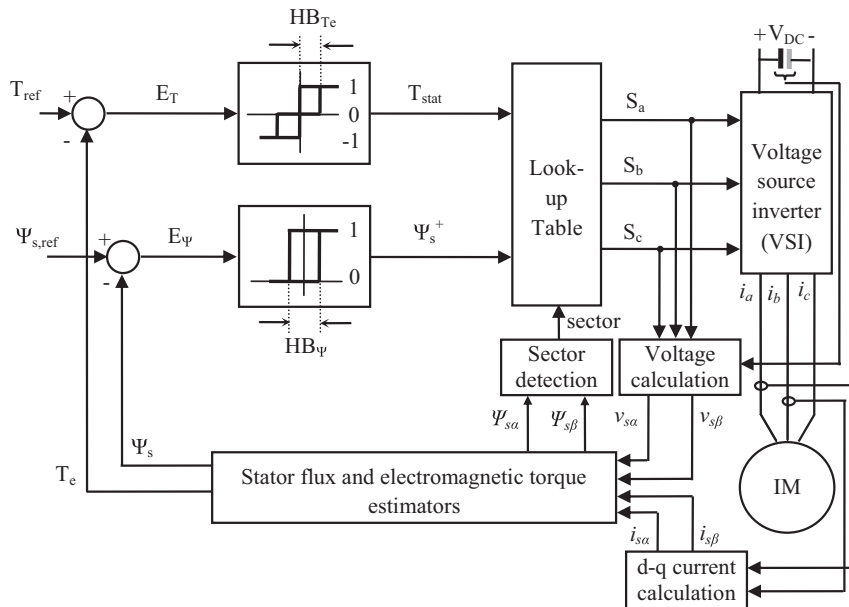 HB_Te
+ V_DC -
T_ref
+
-
E_T
1
0
-1
T_stat
Look-
up
Table
S_a
S_b
S_c
Voltage
source
inverter
(VSI)
Ψ_s,ref
+
-
E_Ψ
1
0
Ψ_s^+
HB_Ψ
i_a i_b i_c
sector
Sector
detection
Voltage
calculation
Ψ_sα Ψ_sβ
v_sα v_sβ
Ψ_s
T_e
Stator flux and electromagnetic torque
estimators
IM
i_sα i_sβ
d-q current
calculation